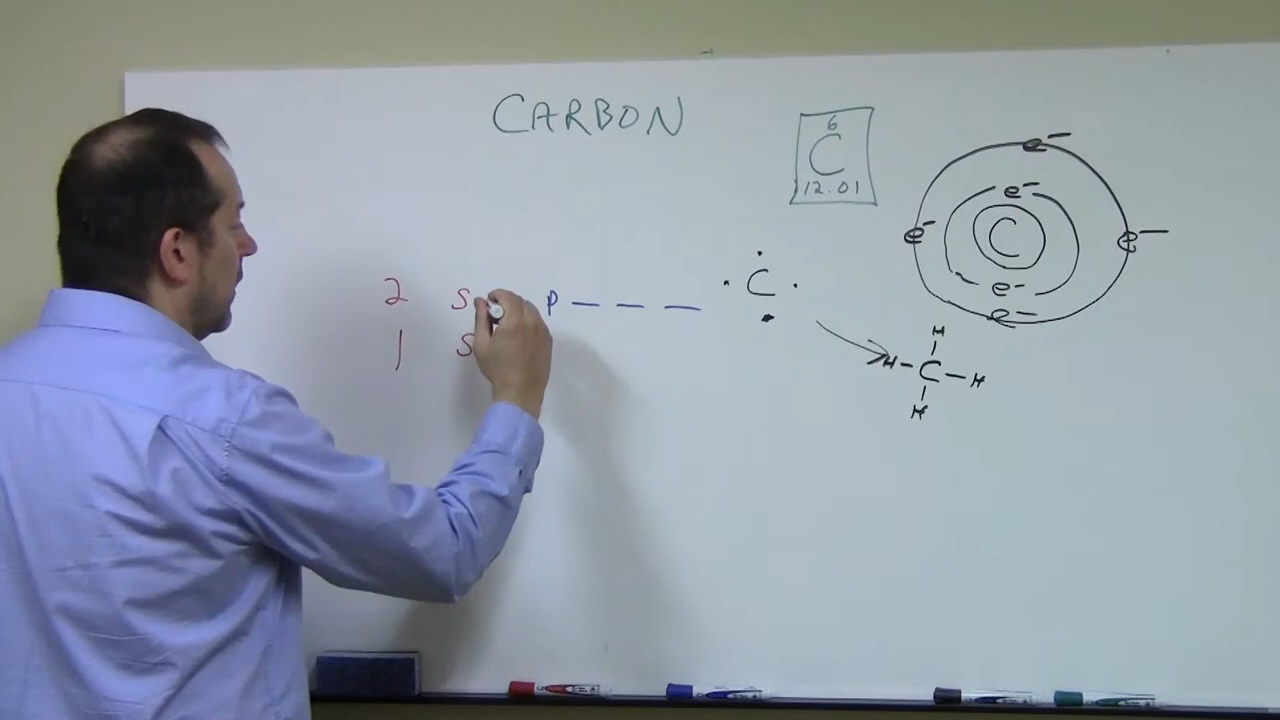 CARBON
6
C
12.01
e⁻
e⁻
e⁻ C e⁻
e⁻
e⁻
2 s p _ _ _
1 s
C
H
H-C-H
H